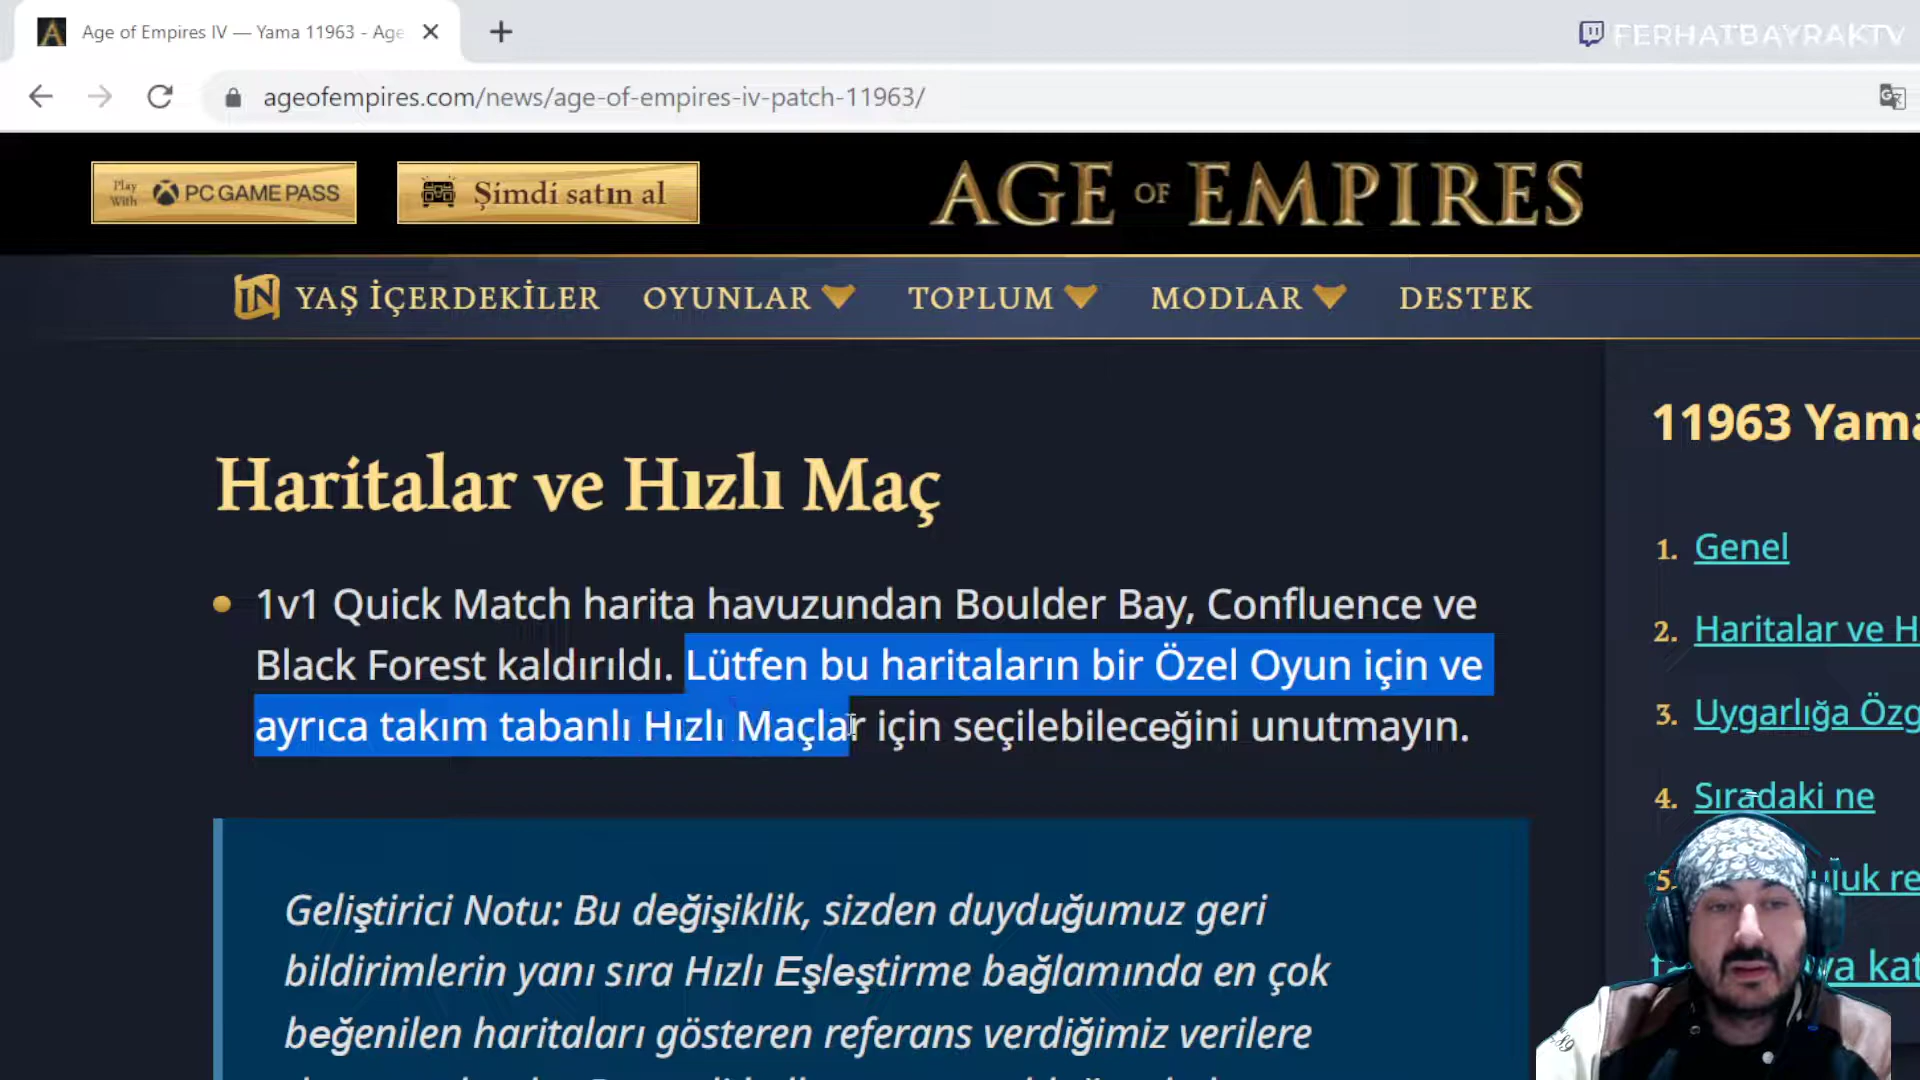 Age of Empires IV — Yama 11963 - Age
FERHATBAYRAKTV
ageofempires.com/news/age-of-empires-iv-patch-11963/
Play With PC GAME PASS
Şimdi satın al
AGE OF EMPIRES
YAŞ İÇERDEKİLER OYUNLAR TOPLUM MODLAR DESTEK
11963 Yama
Haritalar ve Hızlı Maç
1. Genel
1v1 Quick Match harita havuzundan Boulder Bay, Confluence ve
Black Forest kaldırıldı. Lütfen bu haritaların bir Özel Oyun için ve
ayrıca takım tabanlı Hızlı Maçlar için seçilebileceğini unutmayın.
2. Haritalar ve H
3. Uygarlığa Özg
4. Sıradaki ne
5.
Geliştirici Notu: Bu değişiklik, sizden duyduğumuz geri
bildirimlerin yanı sıra Hızlı Eşleştirme bağlamında en çok
beğenilen haritaları gösteren referans verdiğimiz verilere